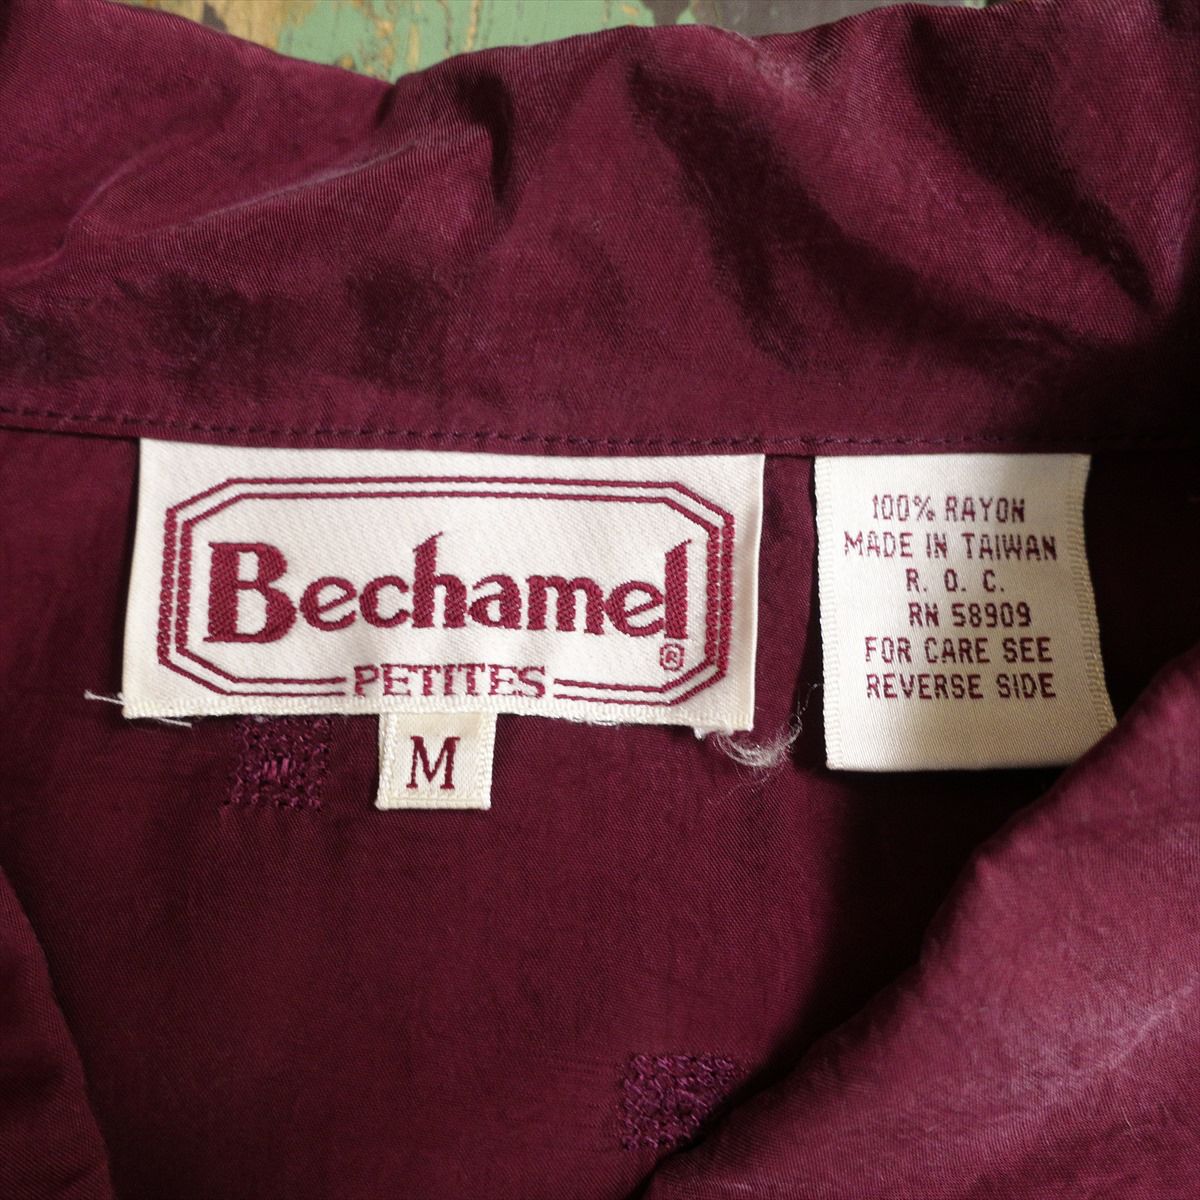 Bechamel®
PETITES
M
100% RAYON
MADE IN TAIWAN
R. O. C.
RN 58909
FOR CARE SEE
REVERSE SIDE